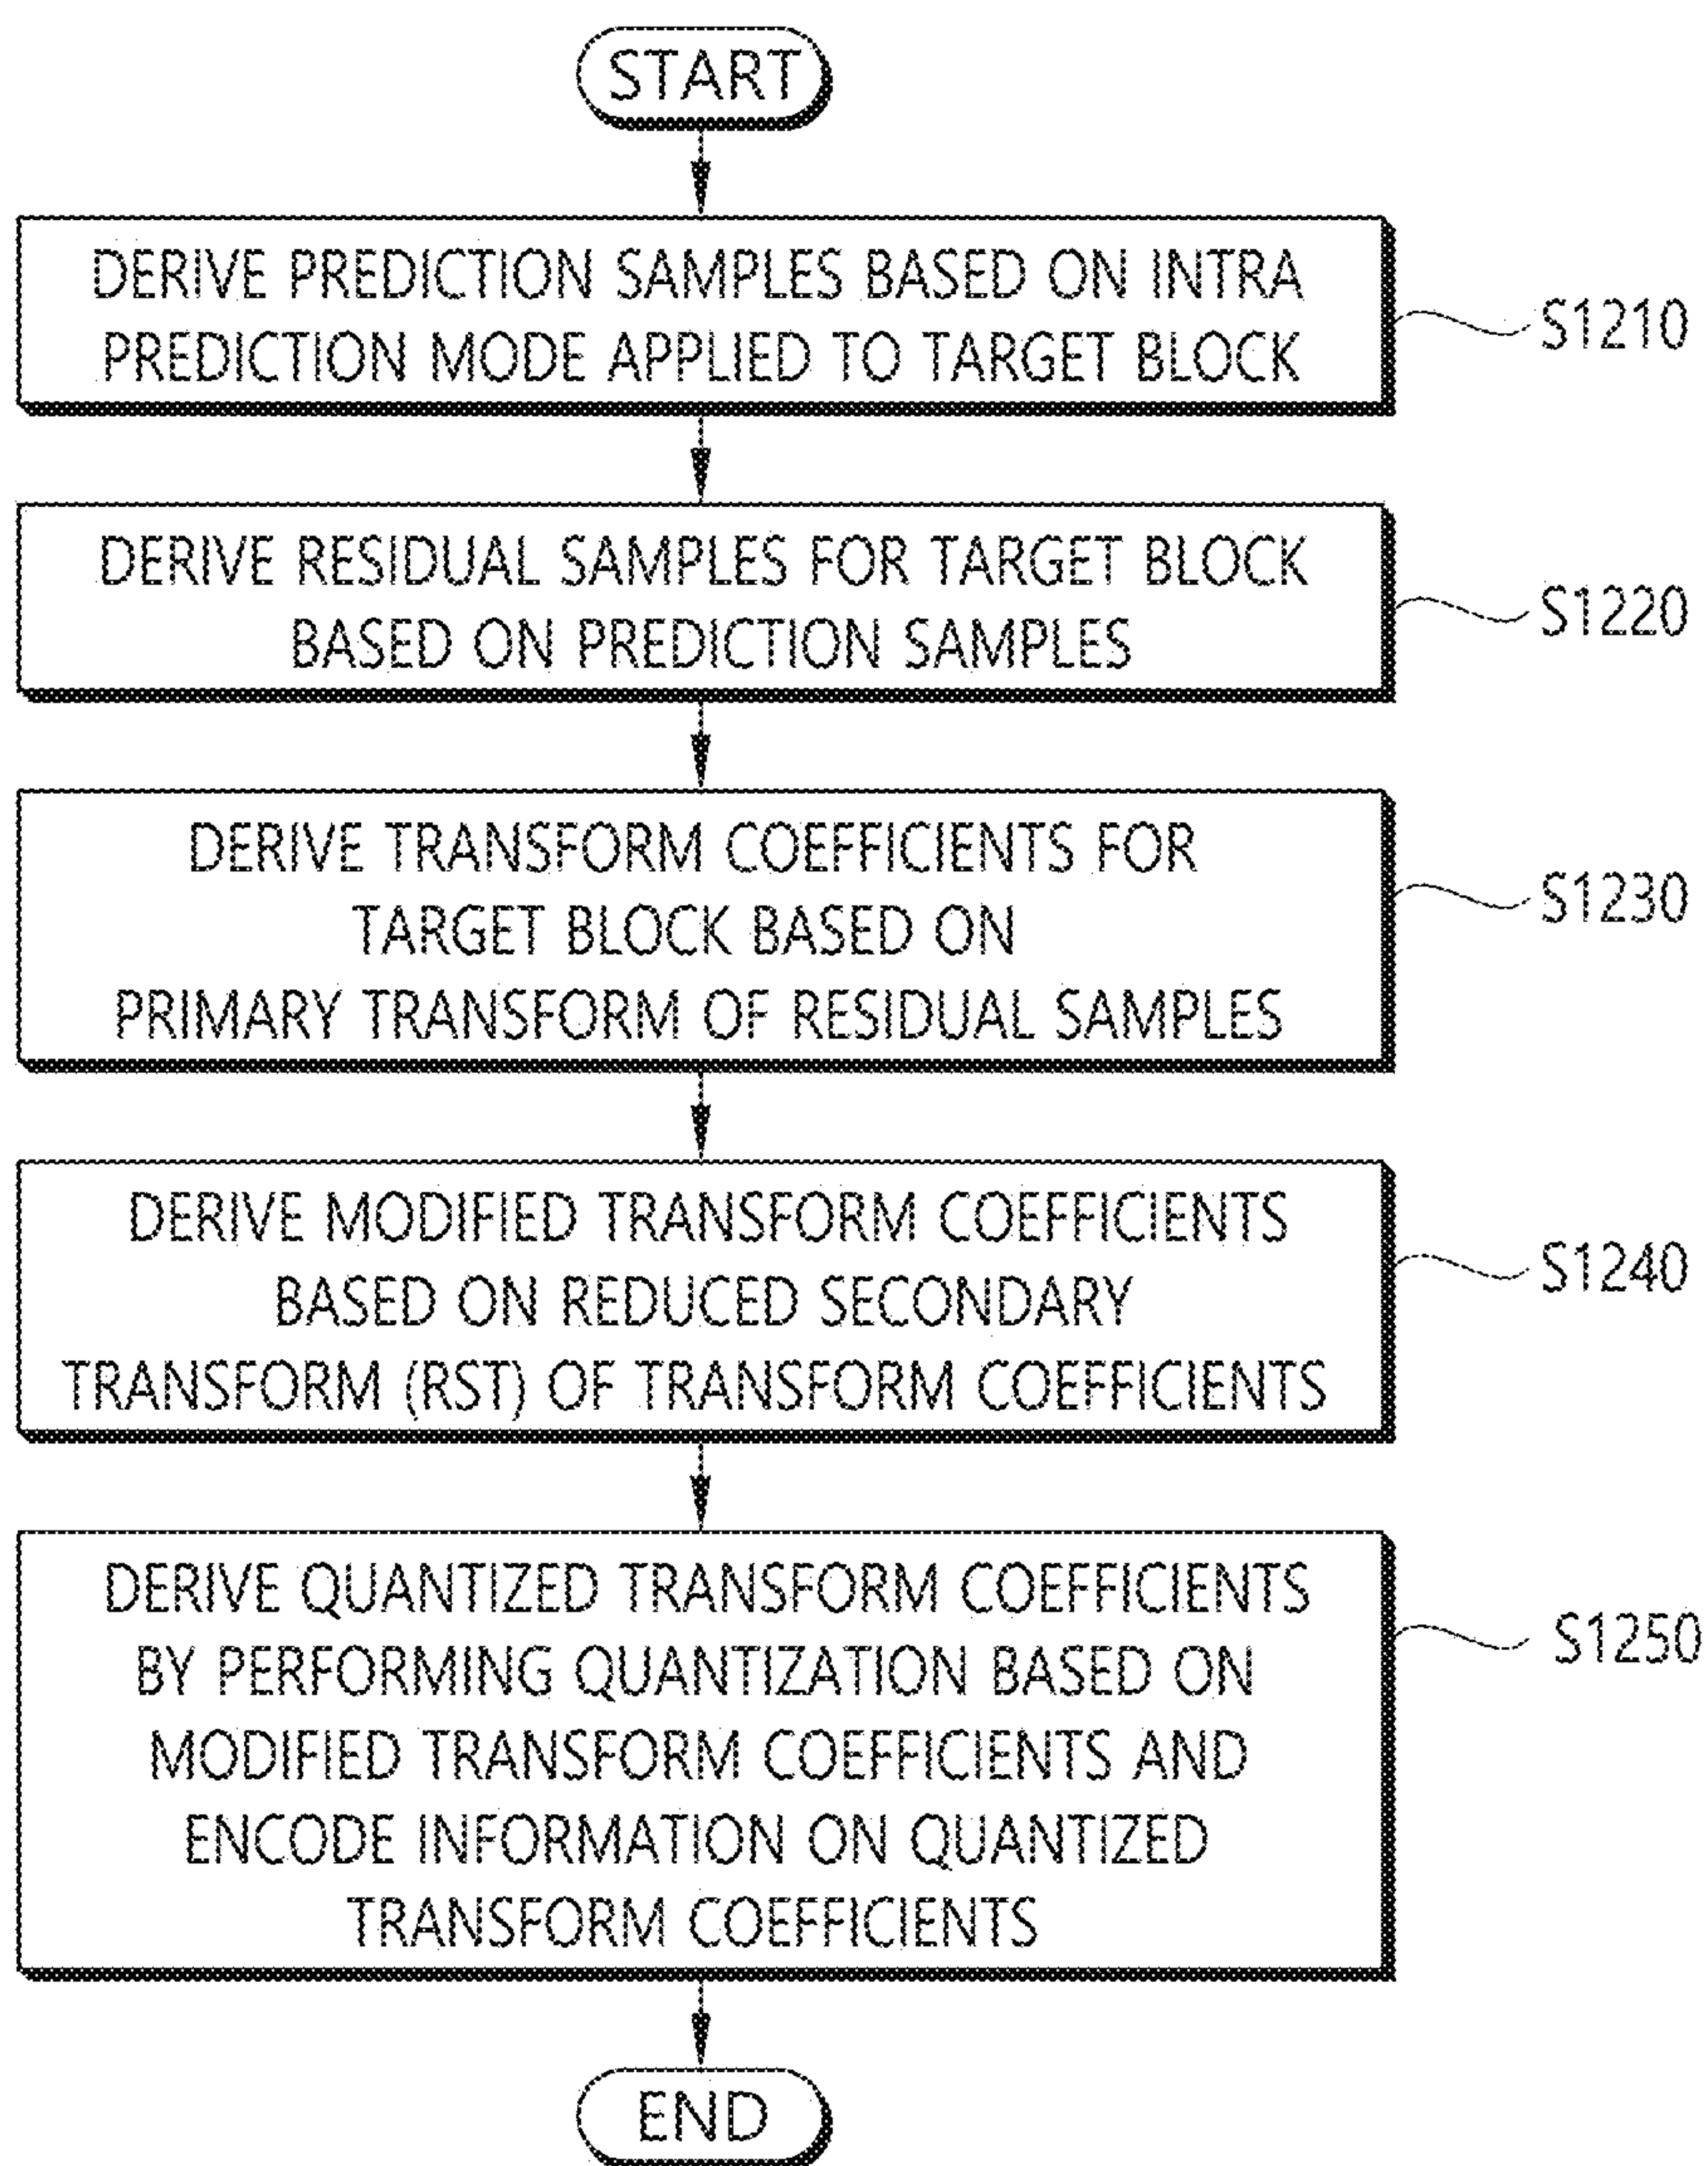 START
DERIVE PREDICTION SAMPLES BASED ON INTRA
PREDICTION MODE APPLIED TO TARGET BLOCK
S1210
DERIVE RESIDUAL SAMPLES FOR TARGET BLOCK
BASED ON PREDICTION SAMPLES
S1220
DERIVE TRANSFORM COEFFICIENTS FOR
TARGET BLOCK BASED ON
PRIMARY TRANSFORM OF RESIDUAL SAMPLES
S1230
DERIVE MODIFIED TRANSFORM COEFFICIENTS
BASED ON REDUCED SECONDARY
TRANSFORM (RST) OF TRANSFORM COEFFICIENTS
S1240
DERIVE QUANTIZED TRANSFORM COEFFICIENTS
BY PERFORMING QUANTIZATION BASED ON
MODIFIED TRANSFORM COEFFICIENTS AND
ENCODE INFORMATION ON QUANTIZED
TRANSFORM COEFFICIENTS
S1250
END